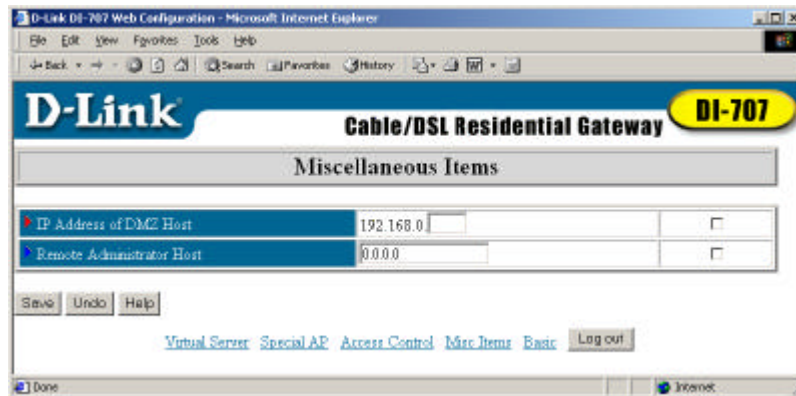 D-Link DI-707 Web Configuration - Microsoft Internet Explorer
File Edit View Favorites Tools Help
Back Search Favorites History
D-Link
Cable/DSL Residential Gateway
DI-707
Miscellaneous Items
IP Address of DMZ Host 192.168.0.
Remote Administrator Host 0.0.0.0
Save Undo Help
Virtual Server Special AP Access Control Misc Items Basic Log out
Done Internet